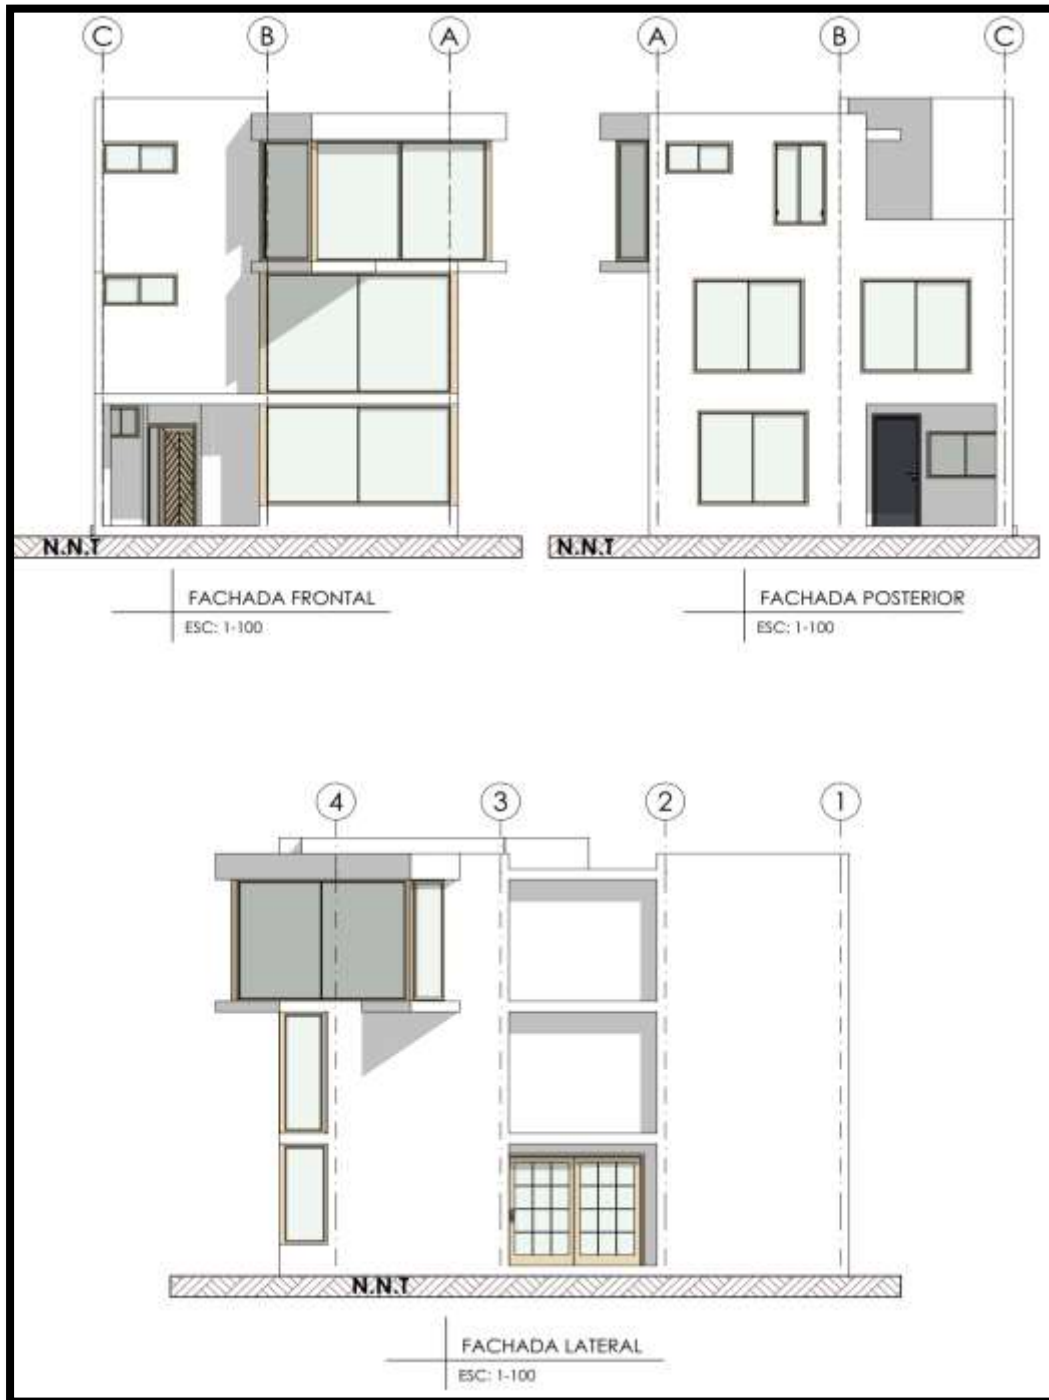 C B A
A B C
N.N.T
N.N.T
FACHADA FRONTAL
ESC: 1-100
FACHADA POSTERIOR
ESC: 1-100
4 3 2 1
N.N.T
FACHADA LATERAL
ESC: 1-100